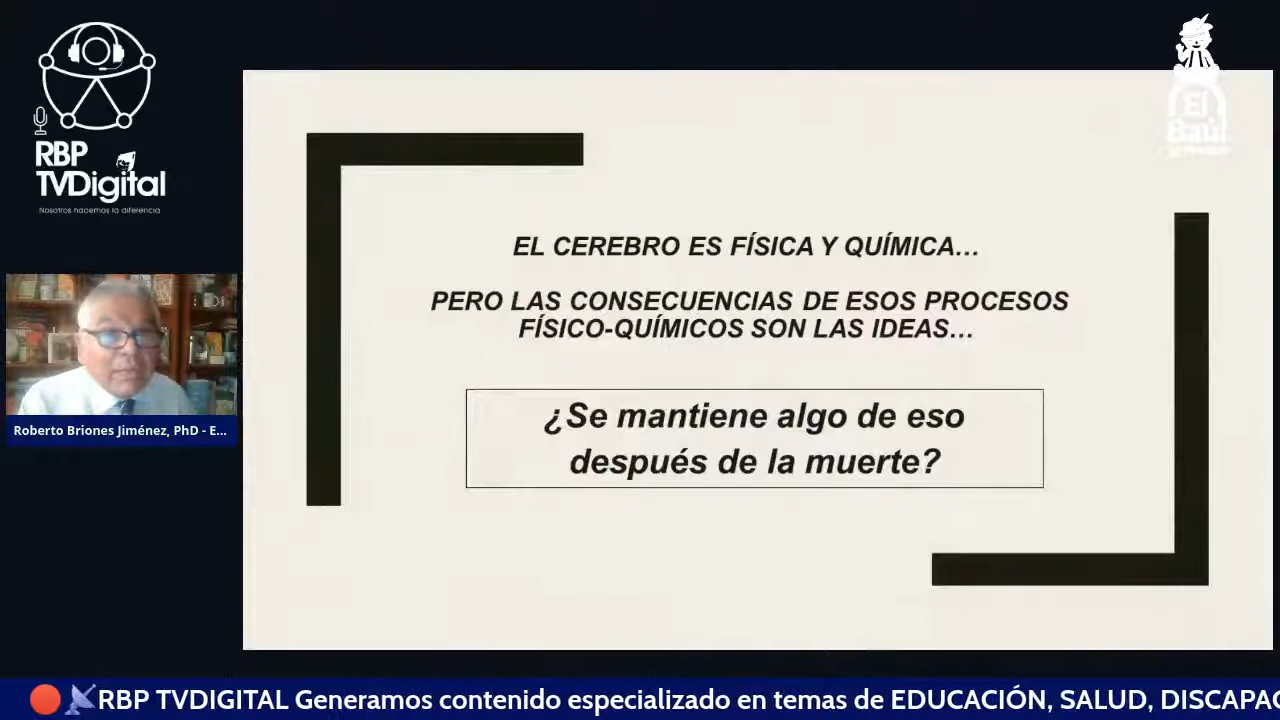 RBP
TVDigital
Nosotros hacemos la diferencia
El
Baúl
EL CEREBRO ES FÍSICA Y QUÍMICA...
PERO LAS CONSECUENCIAS DE ESOS PROCESOS
FÍSICO-QUÍMICOS SON LAS IDEAS...
¿Se mantiene algo de eso
después de la muerte?
Roberto Briones Jiménez, PhD - E...
RBP TVDIGITAL Generamos contenido especializado en temas de EDUCACIÓN, SALUD, DISCAPAC